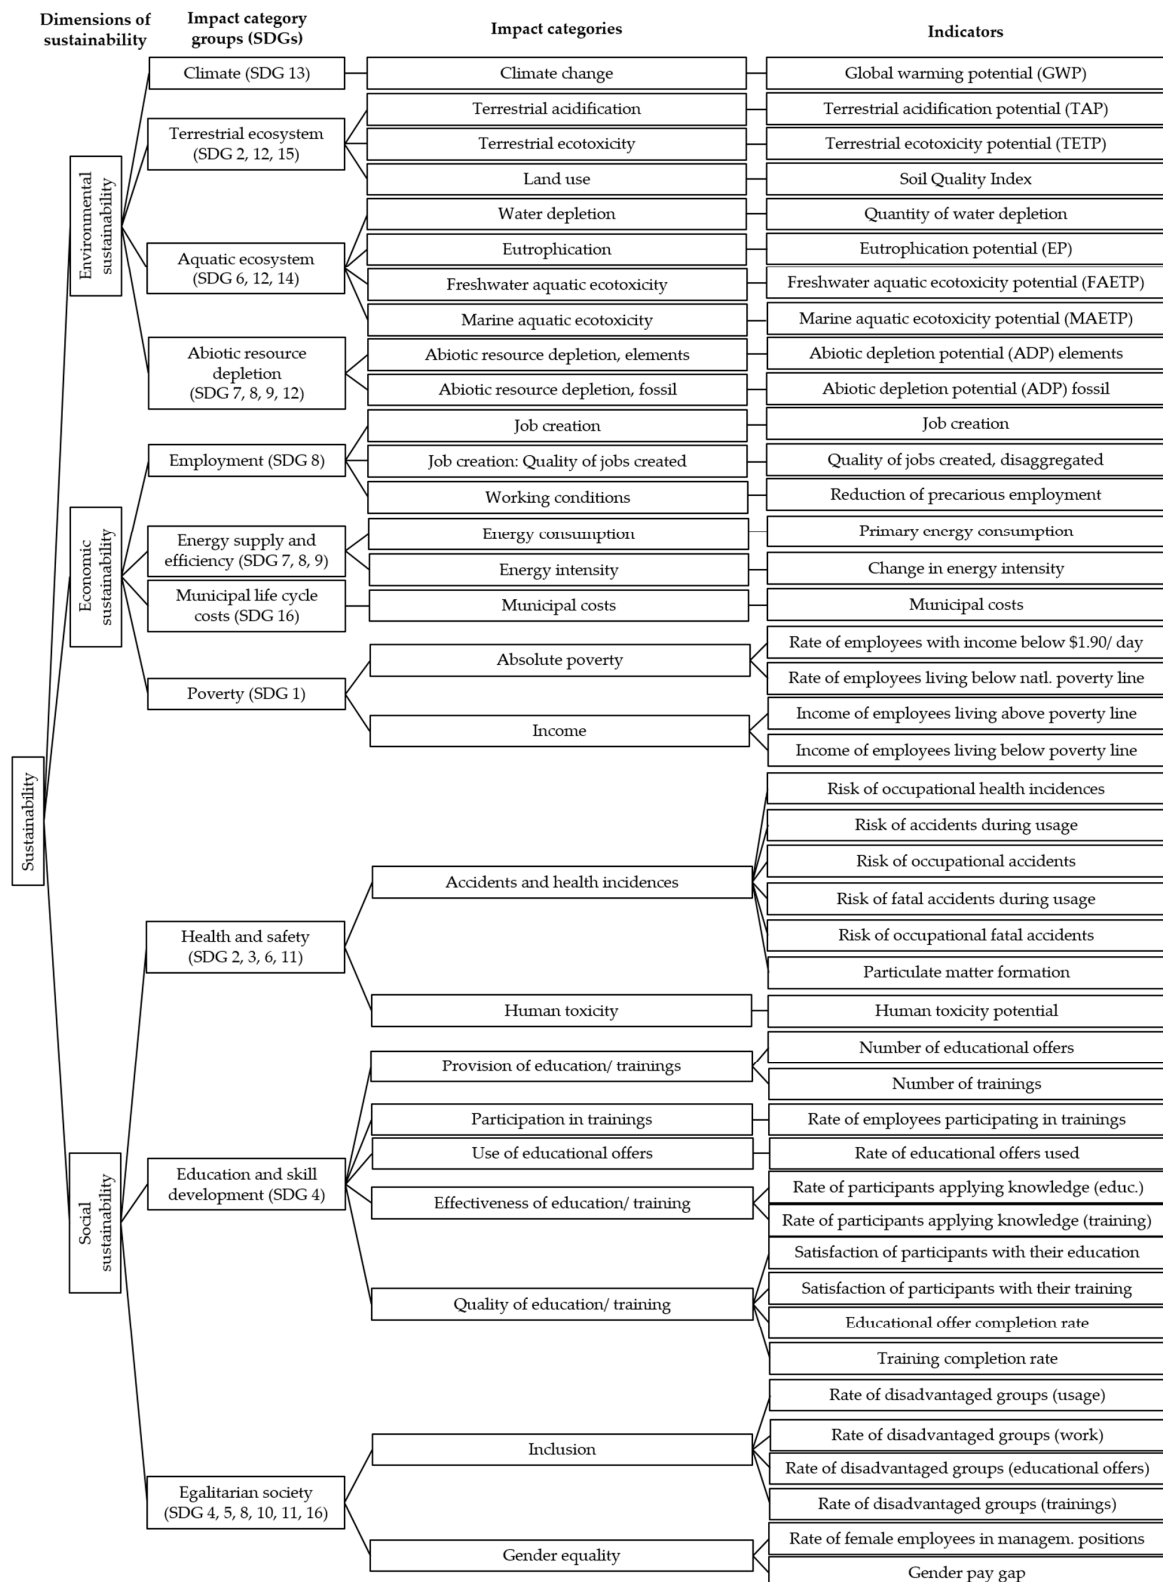 Dimensions of
sustainability
Impact category
groups (SDGs)
Impact categories
Indicators
Sustainability
Environmental
sustainability
Climate (SDG 13)
Climate change
Global warming potential (GWP)
Terrestrial ecosystem
(SDG 2, 12, 15)
Terrestrial acidification
Terrestrial acidification potential (TAP)
Terrestrial ecotoxicity
Terrestrial ecotoxicity potential (TETP)
Land use
Soil Quality Index
Aquatic ecosystem
(SDG 6, 12, 14)
Water depletion
Quantity of water depletion
Eutrophication
Eutrophication potential (EP)
Freshwater aquatic ecotoxicity
Freshwater aquatic ecotoxicity potential (FAETP)
Marine aquatic ecotoxicity
Marine aquatic ecotoxicity potential (MAETP)
Abiotic resource
depletion
(SDG 7, 8, 9, 12)
Abiotic resource depletion, elements
Abiotic depletion potential (ADP) elements
Abiotic resource depletion, fossil
Abiotic depletion potential (ADP) fossil
Economic
sustainability
Employment (SDG 8)
Job creation
Job creation
Job creation: Quality of jobs created
Quality of jobs created, disaggregated
Working conditions
Reduction of precarious employment
Energy supply and
efficiency (SDG 7, 8, 9)
Energy consumption
Primary energy consumption
Energy intensity
Change in energy intensity
Municipal life cycle
costs (SDG 16)
Municipal costs
Municipal costs
Poverty (SDG 1)
Absolute poverty
Rate of employees with income below $1.90/ day
Rate of employees living below natl. poverty line
Income
Income of employees living above poverty line
Income of employees living below poverty line
Social
sustainability
Health and safety
(SDG 2, 3, 6, 11)
Accidents and health incidences
Risk of occupational health incidences
Risk of accidents during usage
Risk of occupational accidents
Risk of fatal accidents during usage
Risk of occupational fatal accidents
Particulate matter formation
Human toxicity
Human toxicity potential
Education and skill
development (SDG 4)
Provision of education/ trainings
Number of educational offers
Number of trainings
Participation in trainings
Rate of employees participating in trainings
Use of educational offers
Rate of educational offers used
Effectiveness of education/ training
Rate of participants applying knowledge (educ.)
Rate of participants applying knowledge (training)
Quality of education/ training
Satisfaction of participants with their education
Satisfaction of participants with their training
Educational offer completion rate
Training completion rate
Egalitarian society
(SDG 4, 5, 8, 10, 11, 16)
Inclusion
Rate of disadvantaged groups (usage)
Rate of disadvantaged groups (work)
Rate of disadvantaged groups (educational offers)
Rate of disadvantaged groups (trainings)
Gender equality
Rate of female employees in managem. positions
Gender pay gap